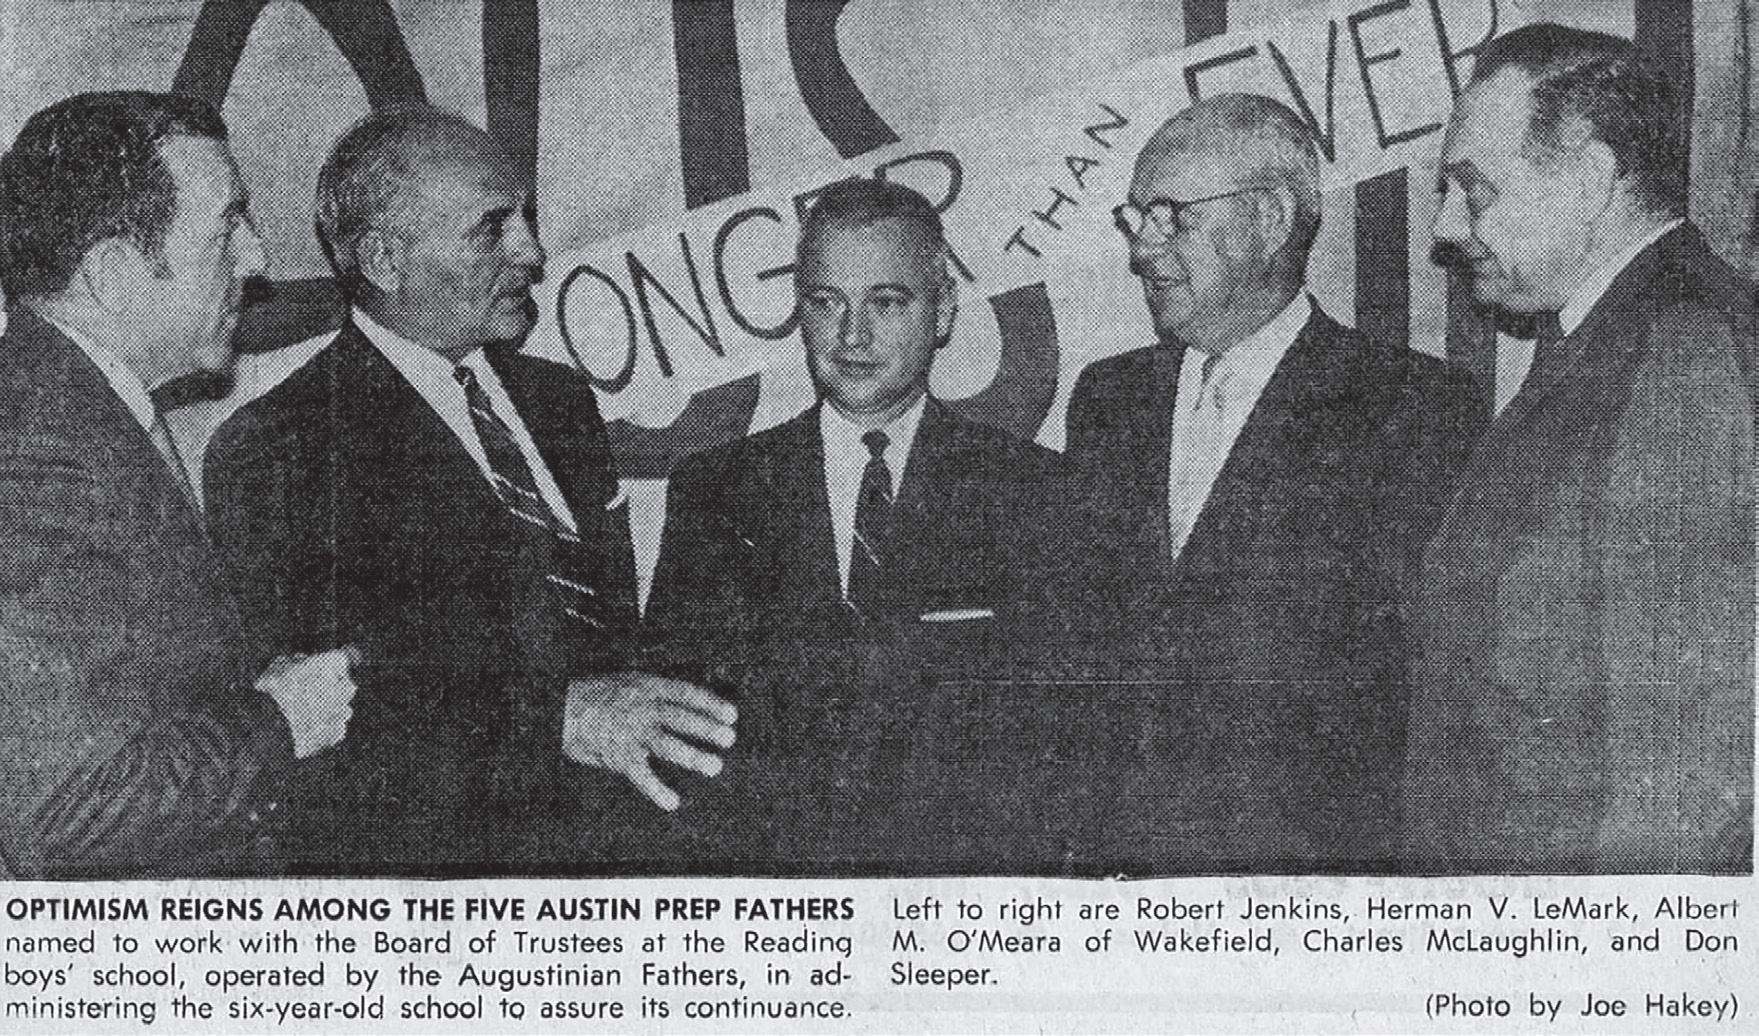 ONGER THAN EVER
OPTIMISM REIGNS AMONG THE FIVE AUSTIN PREP FATHERS
named to work with the Board of Trustees at the Reading
boys' school, operated by the Augustinian Fathers, in ad-
ministering the six-year-old school to assure its continuance.
Left to right are Robert Jenkins, Herman V. LeMark, Albert
M. O'Meara of Wakefield, Charles McLaughlin, and Don
Sleeper.
(Photo by Joe Hakey)